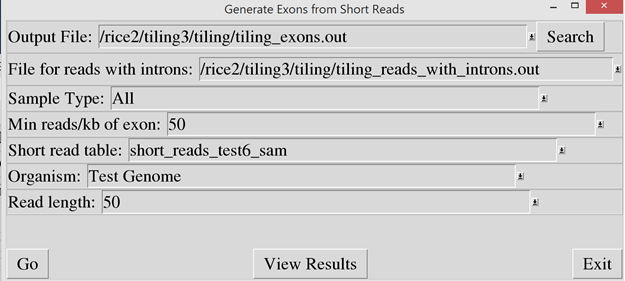 Generate Exons from Short Reads
Output File: /rice2/tiling3/tiling/tiling_exons.out Search
File for reads with introns: /rice2/tiling3/tiling/tiling_reads_with_introns.out
Sample Type: All
Min reads/kb of exon: 50
Short read table: short_reads_test6_sam
Organism: Test Genome
Read length: 50
Go View Results Exit